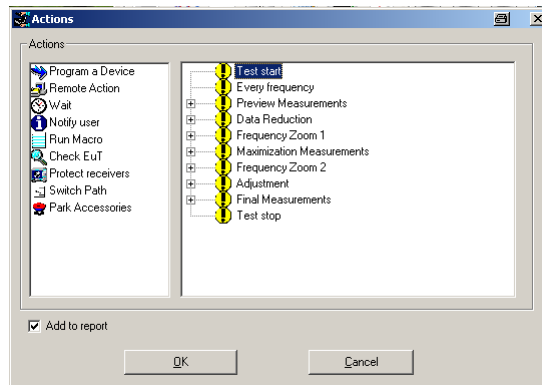 Actions
Actions
Program a Device
Remote Action
Wait
Notify user
Run Macro
Check EuT
Protect receivers
Switch Path
Park Accessories
Test start
Every frequency
Preview Measurements
Data Reduction
Frequency Zoom 1
Maximization Measurements
Frequency Zoom 2
Adjustment
Final Measurements
Test stop
Add to report
OK
Cancel